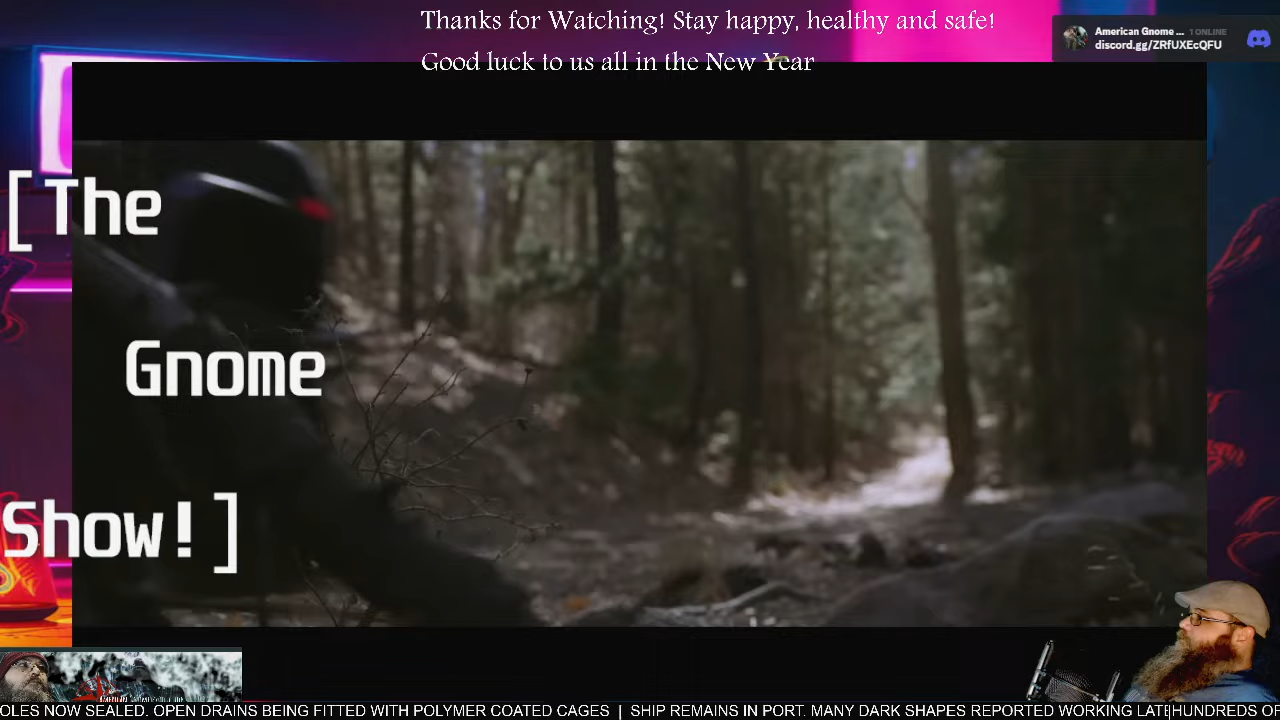 Thanks for Watching! Stay happy, healthy and safe!
Good luck to us all in the New Year
American Gnome ... 1 ONLINE
discord.gg/ZRfUXEcQFU
[The
Gnome
Show!]
OLES NOW SEALED. OPEN DRAINS BEING FITTED WITH POLYMER COATED CAGES | SHIP REMAINS IN PORT. MANY DARK SHAPES REPORTED WORKING LATE HUNDREDS OF